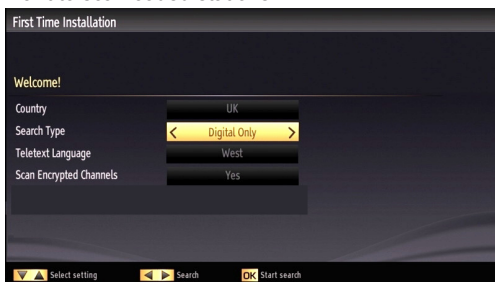 First Time Installation
Welcome!
Country UK
Search Type Digital Only
Teletext Language West
Scan Encrypted Channels Yes
Select setting Search OK Start search